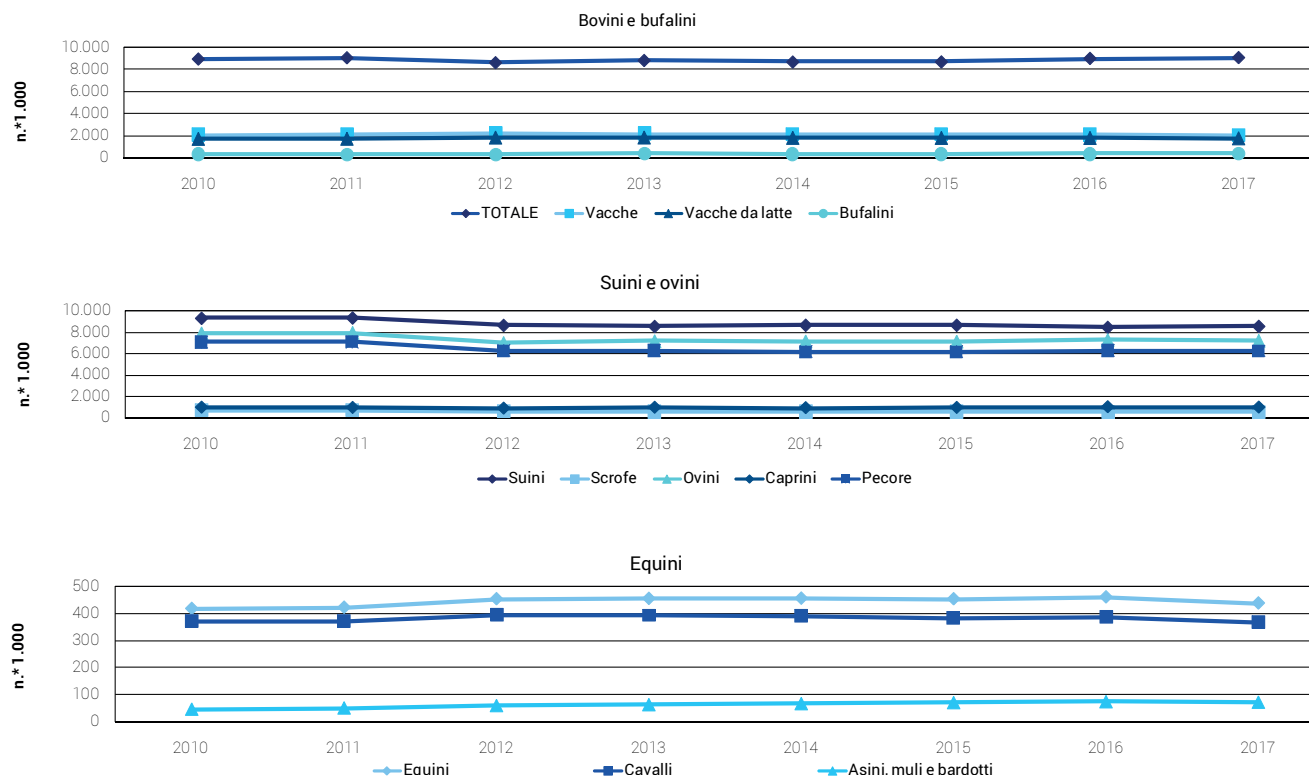 Bovini e bufalini
n.*1.000
10.000
8.000
6.000
4.000
2.000
0
2010 2011 2012 2013 2014 2015 2016 2017
TOTALE Vacche Vacche da latte Bufalini
Suini e ovini
n.* 1.000
10.000
8.000
6.000
4.000
2.000
0
2010 2011 2012 2013 2014 2015 2016 2017
Suini Scrofe Ovini Caprini Pecore
Equini
n.* 1.000
500
400
300
200
100
0
2010 2011 2012 2013 2014 2015 2016 2017
Equini Cavalli Asini, muli e bardotti